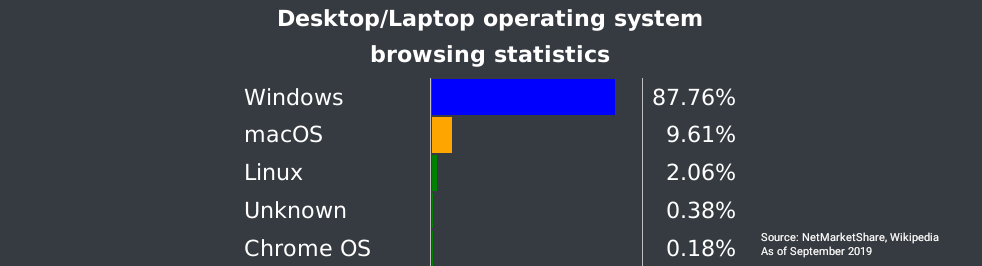 Desktop/Laptop operating system
browsing statistics
Windows 87.76%
macOS 9.61%
Linux 2.06%
Unknown 0.38%
Chrome OS 0.18%
Source: NetMarketShare, Wikipedia
As of September 2019